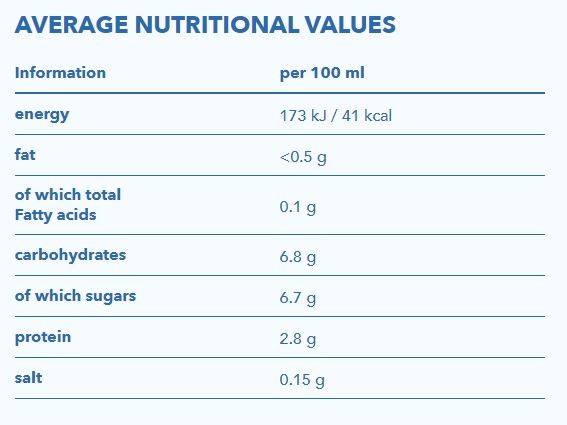 AVERAGE NUTRITIONAL VALUES
Information per 100 ml
energy 173 kJ / 41 kcal
fat <0.5 g
of which total
Fatty acids 0.1 g
carbohydrates 6.8 g
of which sugars 6.7 g
protein 2.8 g
salt 0.15 g